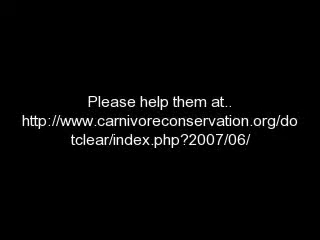 Please help them at..
http://www.carnivoreconservation.org/do
tclear/index.php?2007/06/